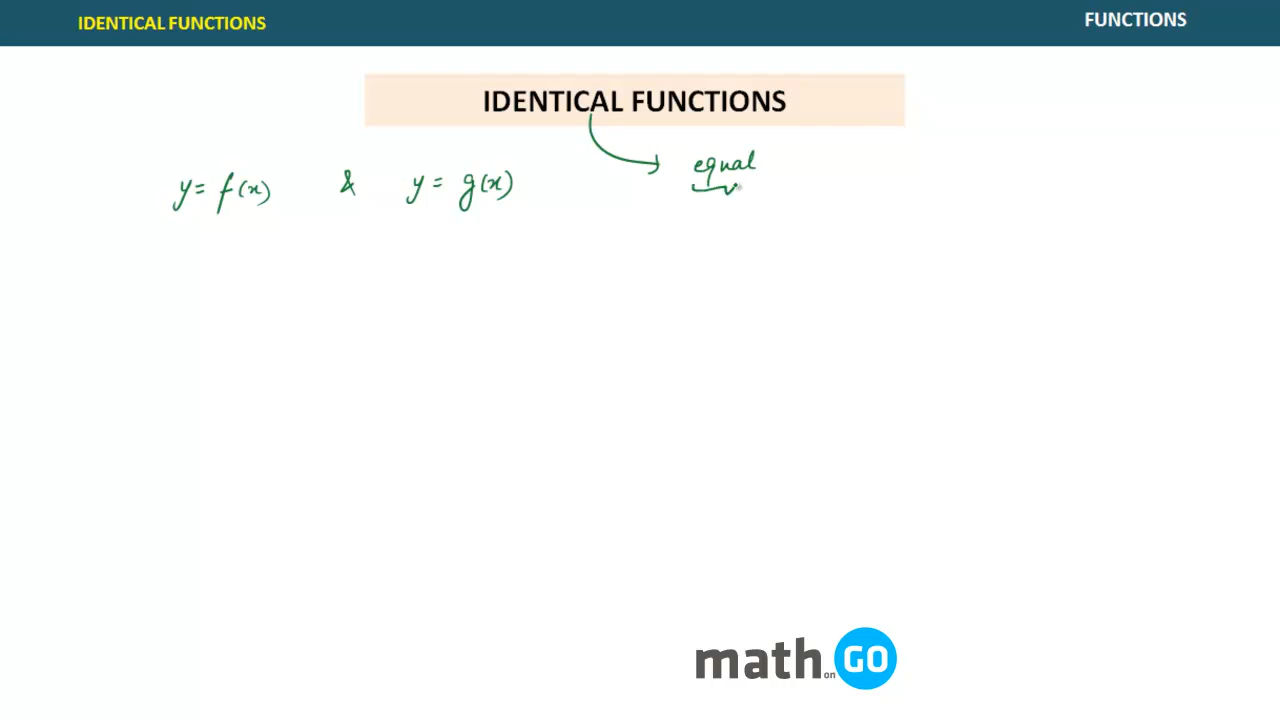 IDENTICAL FUNCTIONS
FUNCTIONS
IDENTICAL FUNCTIONS
equal
y = f(x) & y = g(x)
math on GO